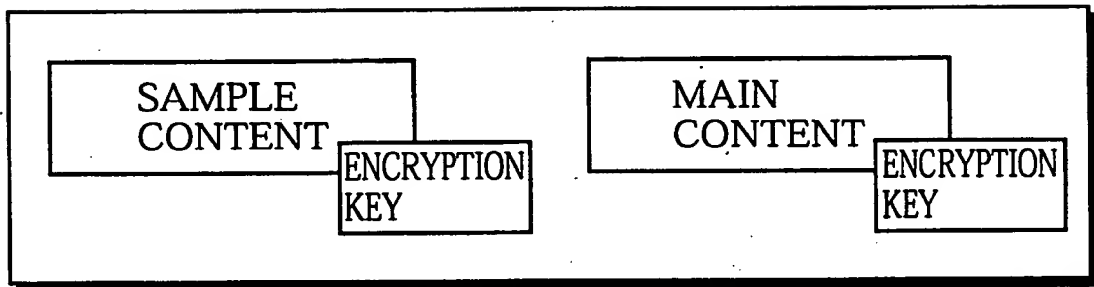 SAMPLE
CONTENT
ENCRYPTION
KEY
MAIN
CONTENT
ENCRYPTION
KEY